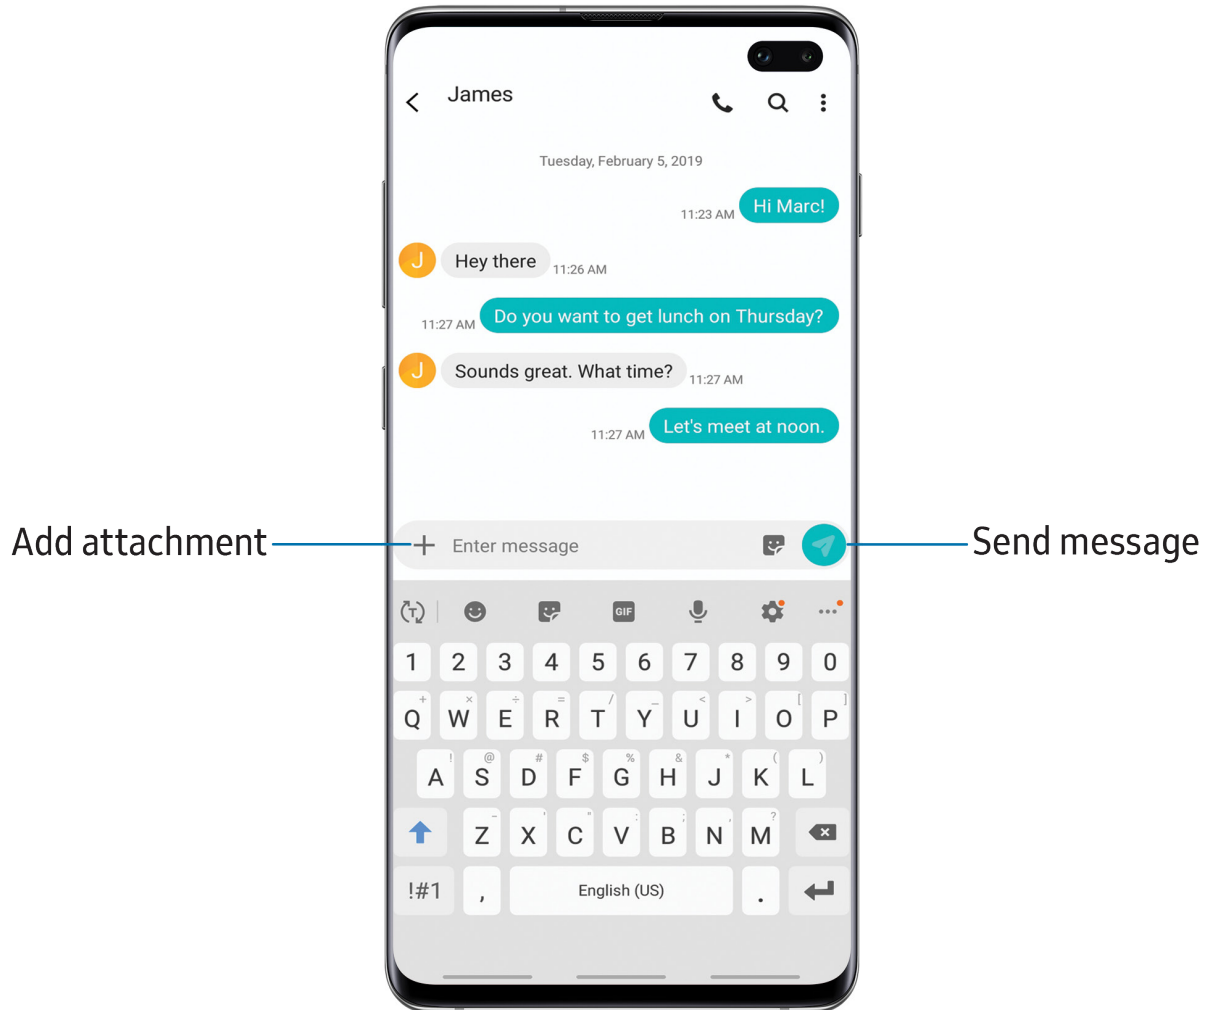 James
Tuesday, February 5, 2019
11:23 AM Hi Marc!
J Hey there 11:26 AM
11:27 AM Do you want to get lunch on Thursday?
J Sounds great. What time? 11:27 AM
11:27 AM Let's meet at noon.
Add attachment + Enter message Send message
T GIF
1 2 3 4 5 6 7 8 9 0
+ × ÷ = / _ < > [ ]
Q W E R T Y U I O P
! @ # $ % & * ( )
A S D F G H J K L
- ' " : ; , ?
Z X C V B N M
!#1 , English (US) .